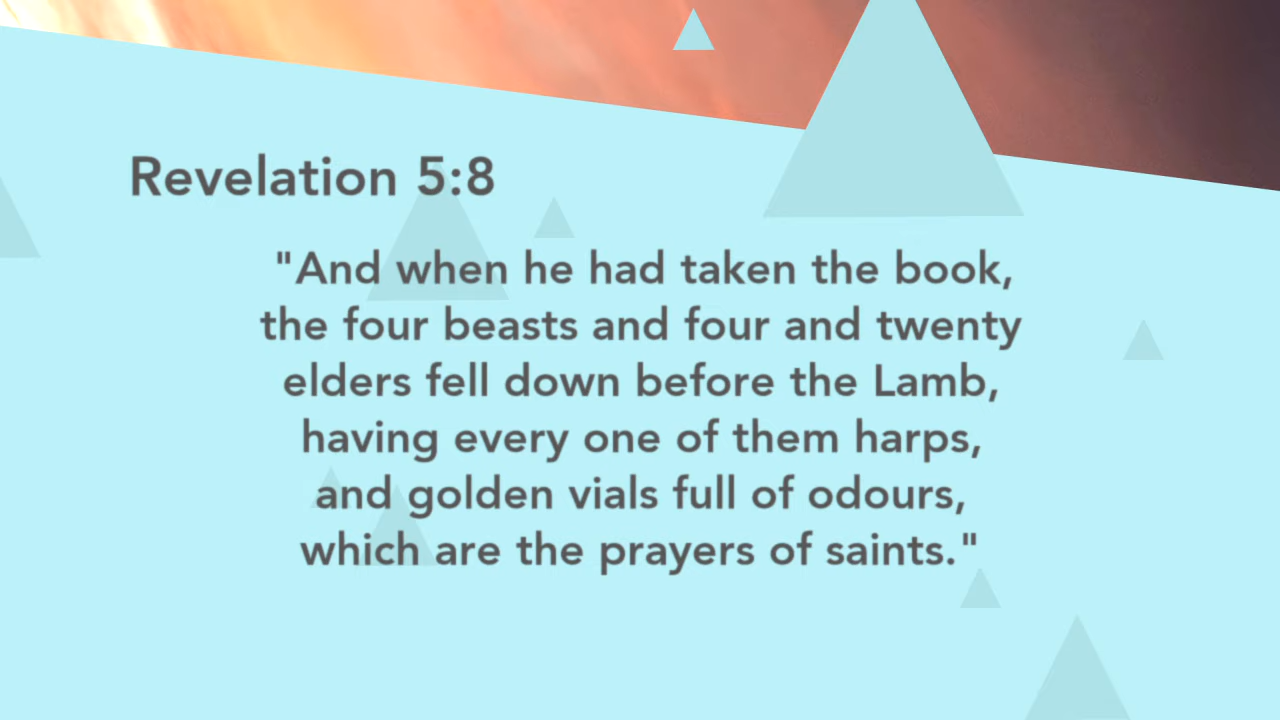 Revelation 5:8
"And when he had taken the book,
the four beasts and four and twenty
elders fell down before the Lamb,
having every one of them harps,
and golden vials full of odours,
which are the prayers of saints."